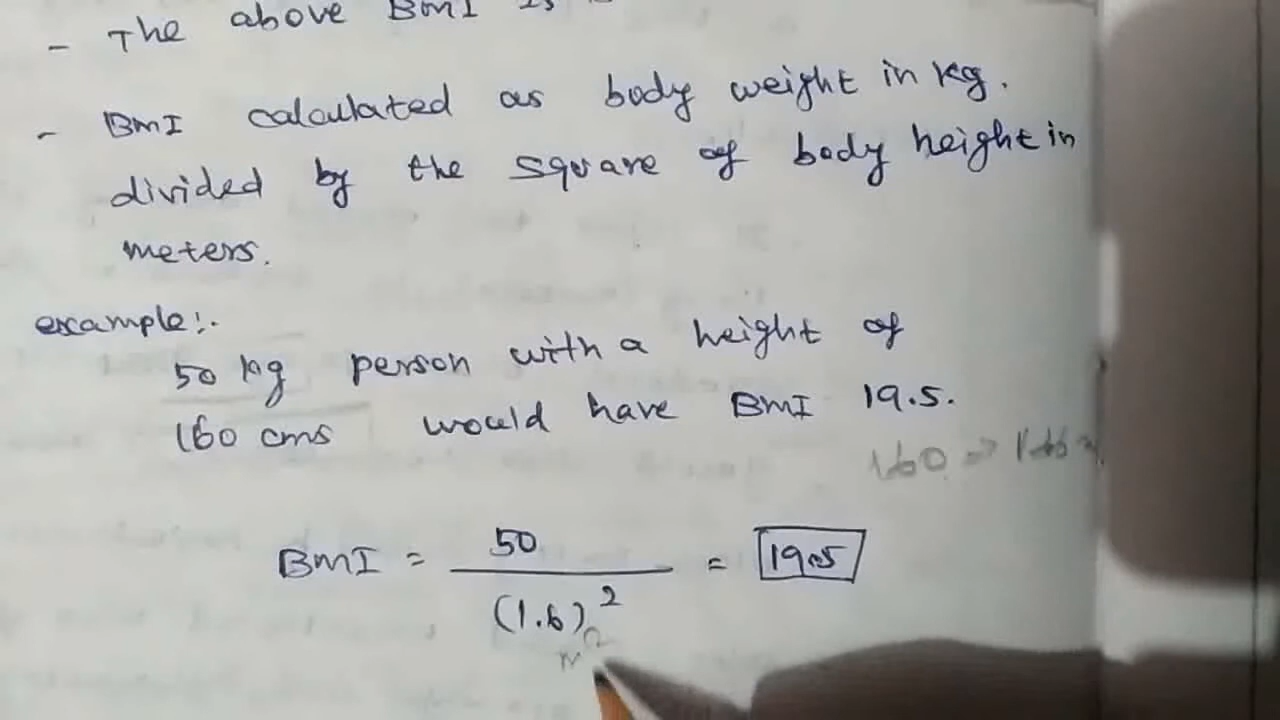 - The above BMI is
- BMI calculated as body weight in kg.
divided by the square of body height in
meters.
example:-
50 kg person with a height of
160 cms would have BMI 19.5.
160 =>
BMI = 50 / (1.6)² = 19.5
m²